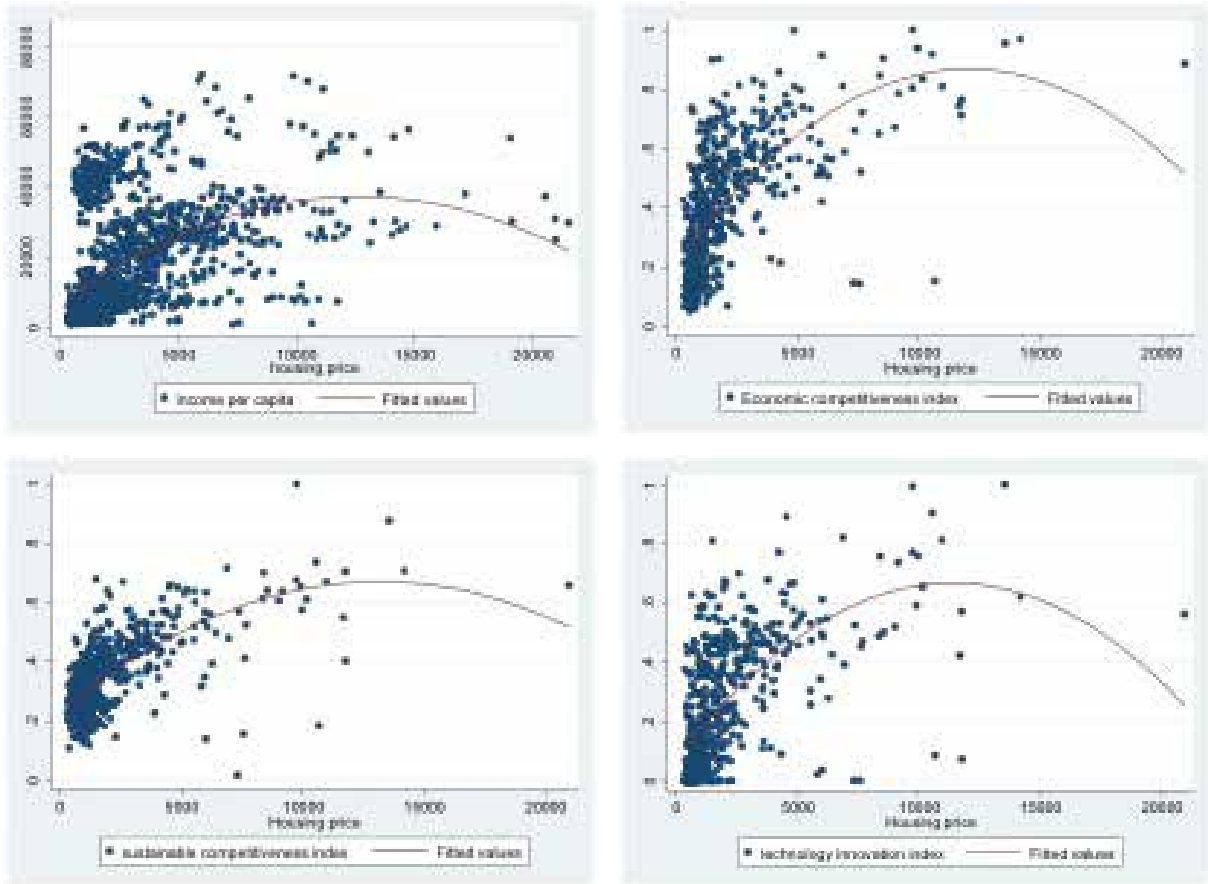 80000
60000
40000
20000
0
0 5000 10000 15000 20000
Housing price
Income per capita Fitted values
1
.8
.6
.4
.2
0
0 5000 10000 15000 20000
Housing price
Economic competitiveness index Fitted values
1
.8
.6
.4
.2
0
0 5000 10000 15000 20000
Housing price
sustainable competitiveness index Fitted values
1
.8
.6
.4
.2
0
0 5000 10000 15000 20000
Housing price
technology innovation index Fitted values